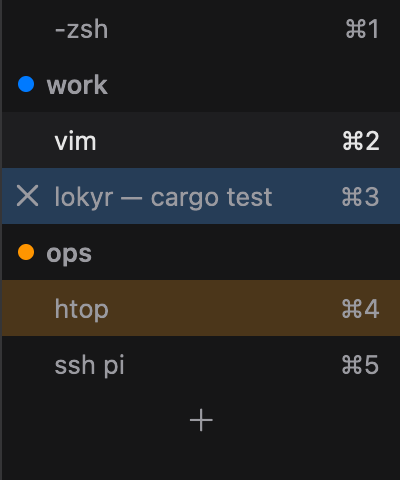 -zsh ⌘1
work
vim ⌘2
lokyr — cargo test ⌘3
ops
htop ⌘4
ssh pi ⌘5